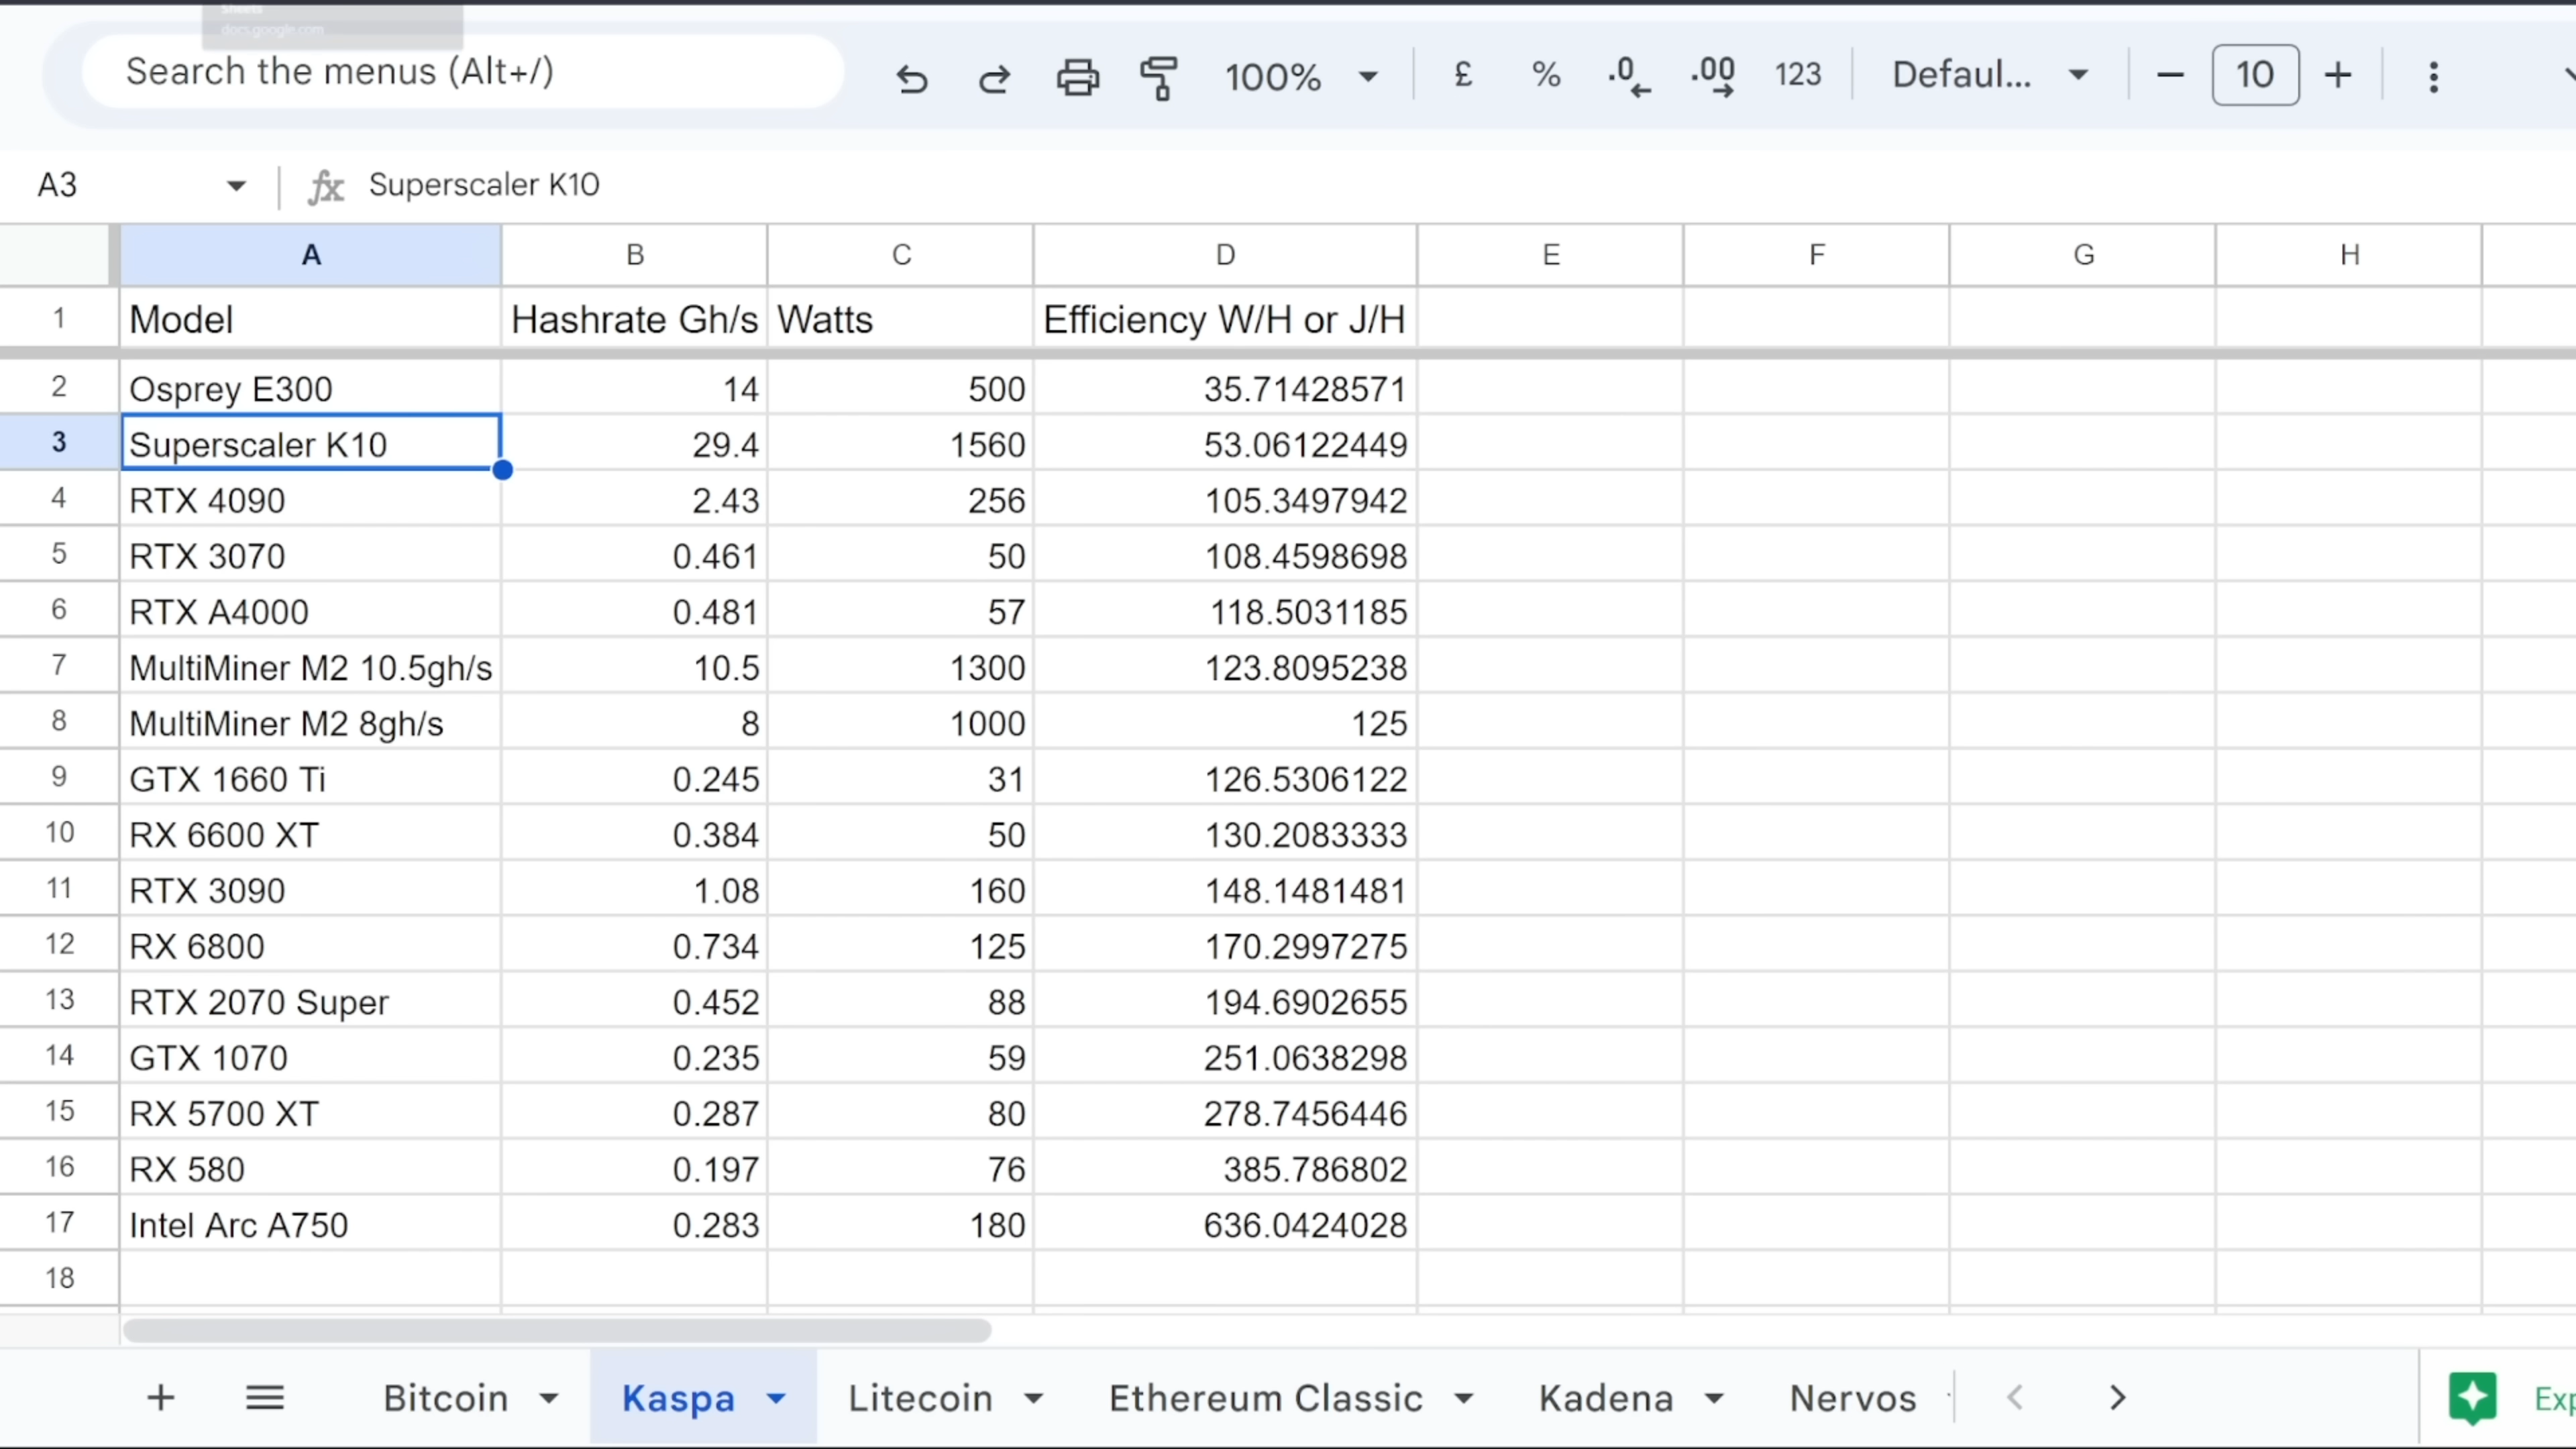 Sheets
docs.google.com
Search the menus (Alt+/) 100% £ % .0 .00 123 Defaul... 10
A3 fx Superscaler K10
A B C D E F G H
1 Model Hashrate Gh/s Watts Efficiency W/H or J/H
2 Osprey E300 14 500 35.71428571
3 Superscaler K10 29.4 1560 53.06122449
4 RTX 4090 2.43 256 105.3497942
5 RTX 3070 0.461 50 108.4598698
6 RTX A4000 0.481 57 118.5031185
7 MultiMiner M2 10.5gh/s 10.5 1300 123.8095238
8 MultiMiner M2 8gh/s 8 1000 125
9 GTX 1660 Ti 0.245 31 126.5306122
10 RX 6600 XT 0.384 50 130.2083333
11 RTX 3090 1.08 160 148.1481481
12 RX 6800 0.734 125 170.2997275
13 RTX 2070 Super 0.452 88 194.6902655
14 GTX 1070 0.235 59 251.0638298
15 RX 5700 XT 0.287 80 278.7456446
16 RX 580 0.197 76 385.786802
17 Intel Arc A750 0.283 180 636.0424028
18
Bitcoin Kaspa Litecoin Ethereum Classic Kadena Nervos Exp